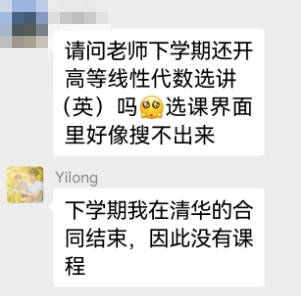 请问老师下学期还开
高等线性代数选讲
（英）吗🥺选课界面
里好像搜不出来
Yilong
下学期我在清华的合
同结束，因此没有课
程